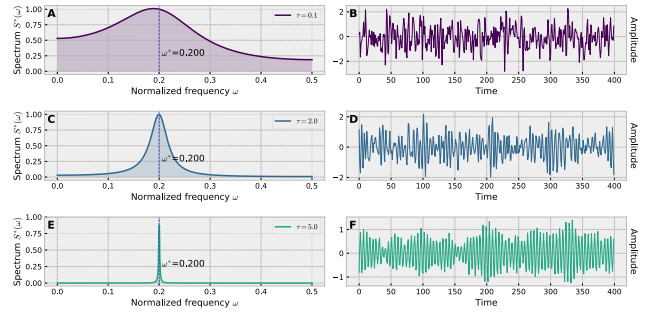 A
τ = 0.1
ω*=0.200
Spectrum S*(ω)
1.00
0.75
0.50
0.25
0.00
0.0 0.1 0.2 0.3 0.4 0.5
Normalized frequency ω
B
2
0
−2
0 50 100 150 200 250 300 350 400
Time
Amplitude
C
τ = 2.0
ω*=0.200
Spectrum S*(ω)
1.00
0.75
0.50
0.25
0.00
0.0 0.1 0.2 0.3 0.4 0.5
Normalized frequency ω
D
2
0
−2
0 50 100 150 200 250 300 350 400
Time
Amplitude
E
τ = 5.0
ω*=0.200
Spectrum S*(ω)
1.00
0.75
0.50
0.25
0.00
0.0 0.1 0.2 0.3 0.4 0.5
Normalized frequency ω
F
1
0
−1
0 50 100 150 200 250 300 350 400
Time
Amplitude